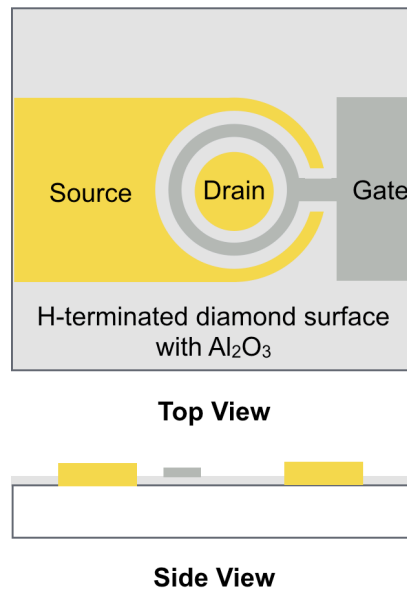 Source
Drain
Gate
H-terminated diamond surface
with Al₂O₃
Top View
Side View